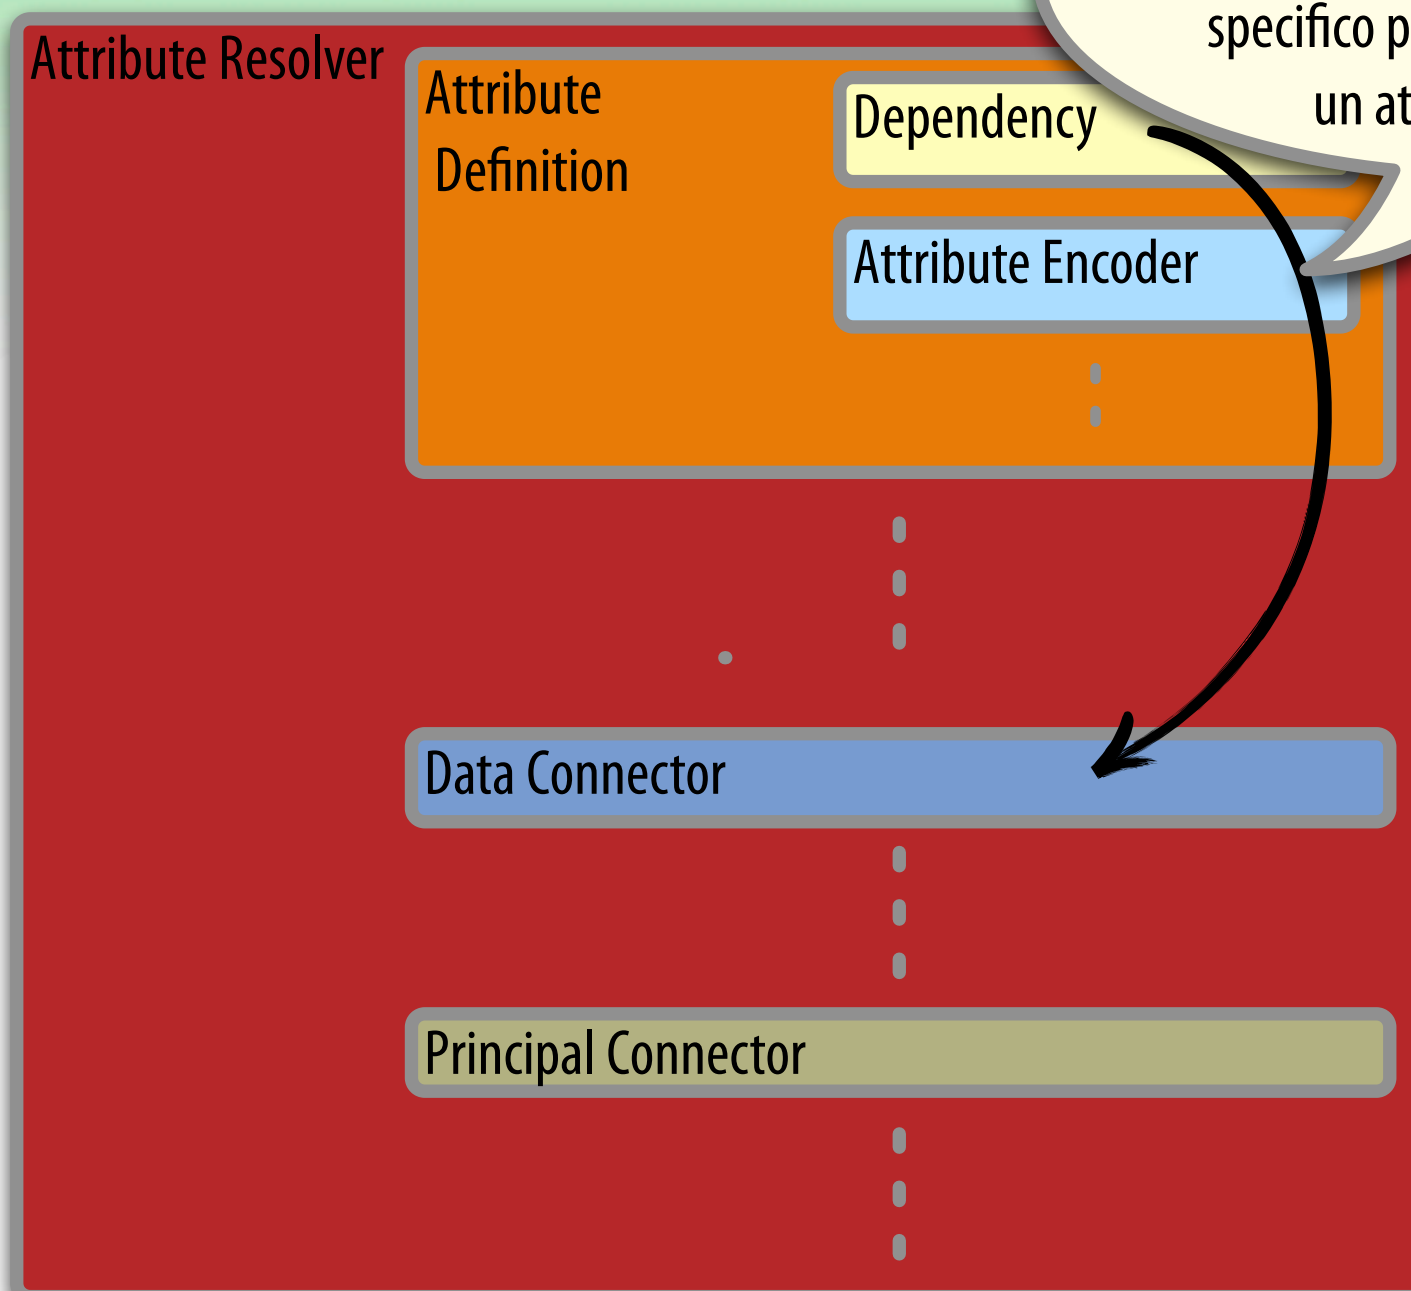 specifico p
un at
Attribute Resolver
Attribute
Definition
Dependency
Attribute Encoder
Data Connector
Principal Connector